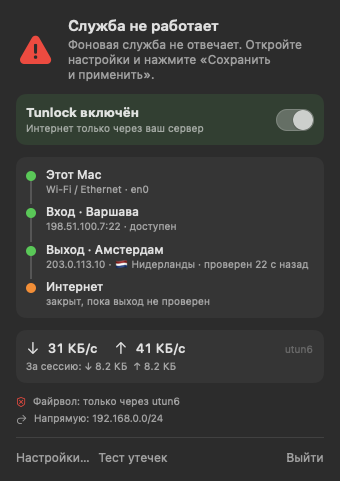 Служба не работает
Фоновая служба не отвечает. Откройте
настройки и нажмите «Сохранить
и применить».
Tunlock включён
Интернет только через ваш сервер
Этот Mac
Wi-Fi / Ethernet · en0
Вход · Варшава
198.51.100.7:22 · доступен
Выход · Амстердам
203.0.113.10 · 🇳🇱 Нидерланды · проверен 22 с назад
Интернет
закрыт, пока выход не проверен
↓ 31 КБ/с ↑ 41 КБ/с utun6
За сессию: ↓ 8.2 КБ ↑ 8.2 КБ
Файрвол: только через utun6
Напрямую: 192.168.0.0/24
Настройки... Тест утечек Выйти